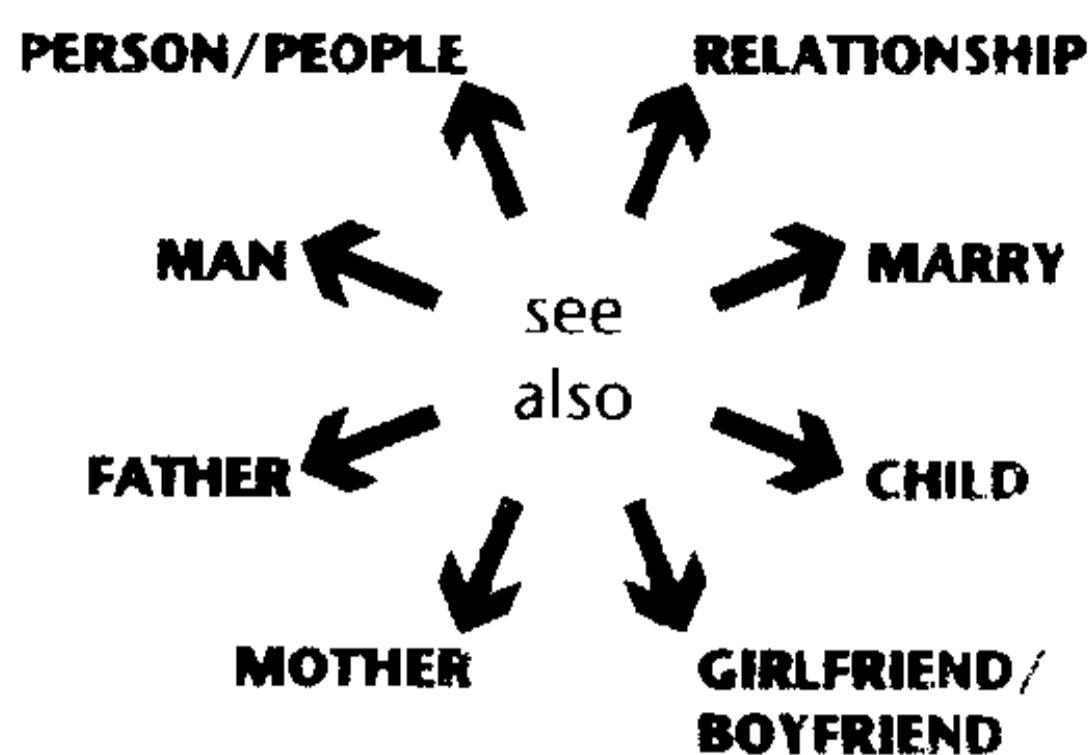 PERSON/PEOPLE RELATIONSHIP
MAN MARRY
see
also
FATHER CHILD
MOTHER GIRLFRIEND/
BOYFRIEND